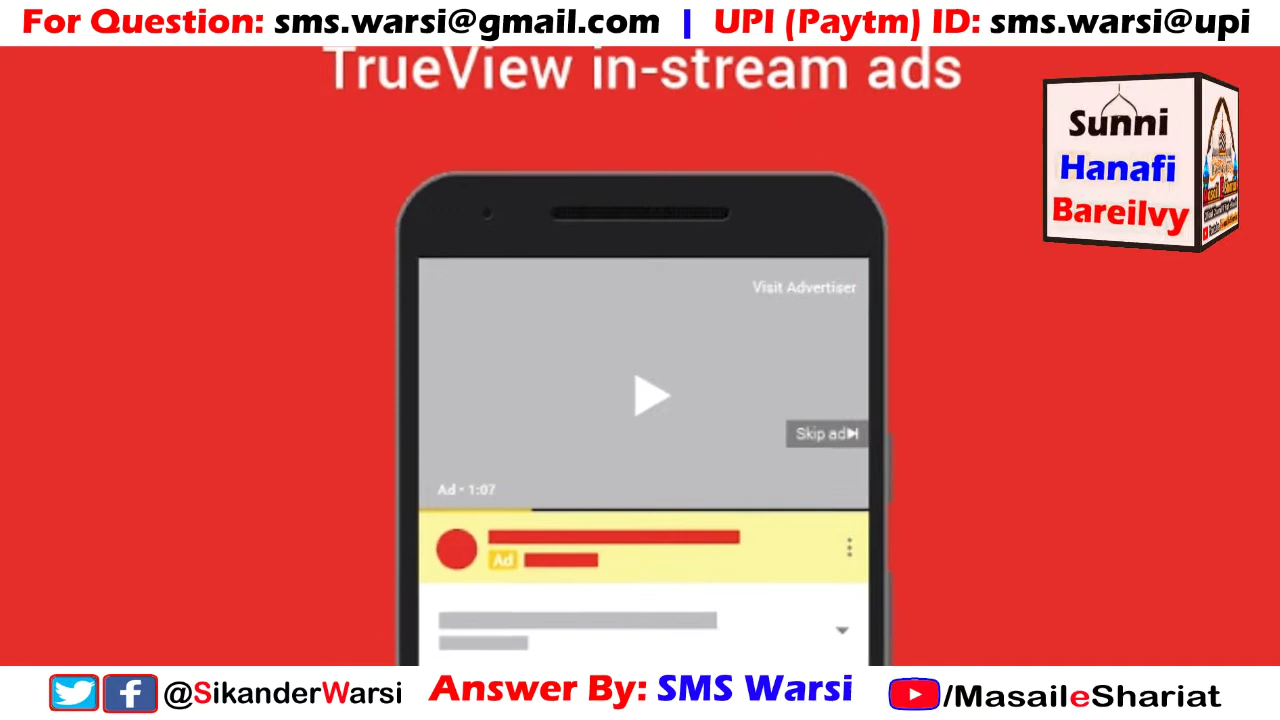 For Question: sms.warsi@gmail.com | UPI (Paytm) ID: sms.warsi@upi
TrueView in-stream ads
Sunni
Hanafi
Bareilvy
Visit Advertiser
Skip ad
Ad • 1:07
Ad
@SikanderWarsi
Answer By: SMS Warsi
/MasaileShariat